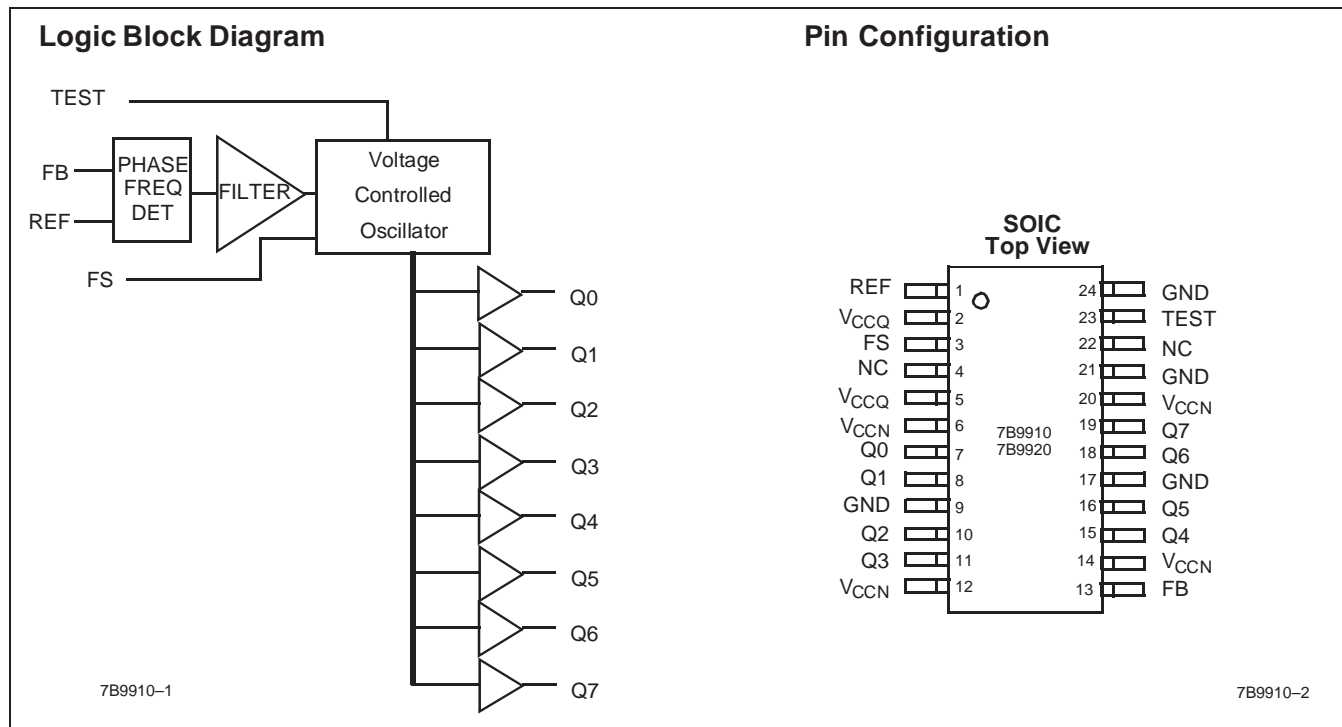 Logic Block Diagram
TEST
FB
REF
PHASE
FREQ
DET
FILTER
Voltage
Controlled
Oscillator
FS
Q0
Q1
Q2
Q3
Q4
Q5
Q6
Q7
7B9910–1
Pin Configuration
SOIC
Top View
REF 1
VCCQ 2
FS 3
NC 4
VCCQ 5
VCCN 6
Q0 7
Q1 8
GND 9
Q2 10
Q3 11
VCCN 12
7B9910
7B9920
24 GND
23 TEST
22 NC
21 GND
20 VCCN
19 Q7
18 Q6
17 GND
16 Q5
15 Q4
14 VCCN
13 FB
7B9910–2